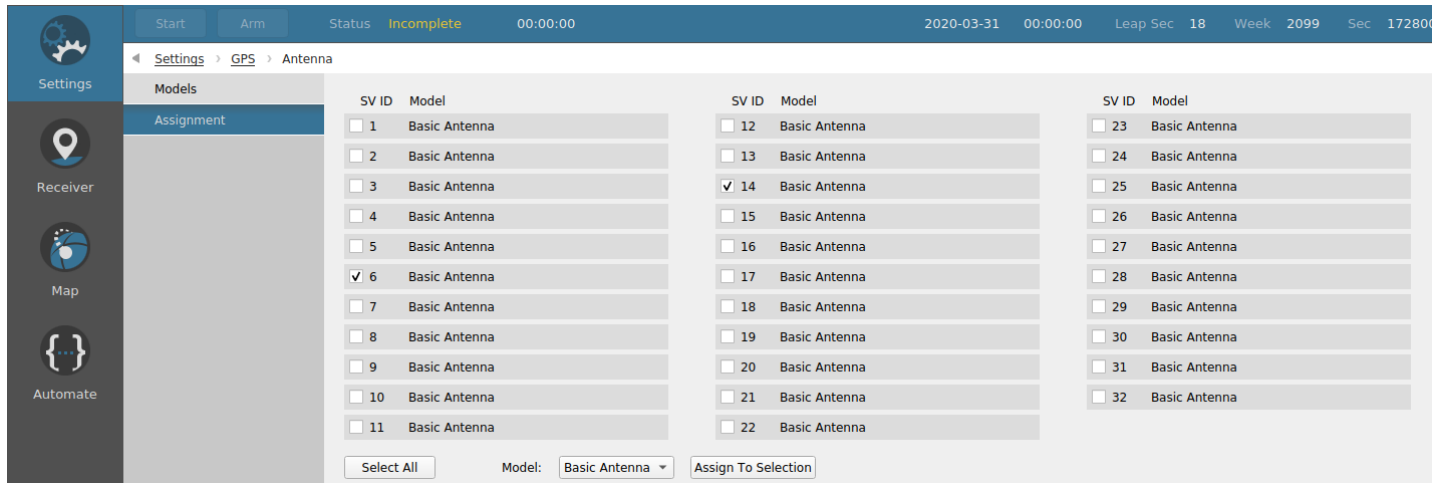 Start Arm Status Incomplete 00:00:00 2020-03-31 00:00:00 Leap Sec 18 Week 2099 Sec 172800
Settings
Receiver
Map
{...}
Automate
Settings › GPS › Antenna
Models
Assignment
SV ID Model
1 Basic Antenna
2 Basic Antenna
3 Basic Antenna
4 Basic Antenna
5 Basic Antenna
6 Basic Antenna
7 Basic Antenna
8 Basic Antenna
9 Basic Antenna
10 Basic Antenna
11 Basic Antenna
SV ID Model
12 Basic Antenna
13 Basic Antenna
14 Basic Antenna
15 Basic Antenna
16 Basic Antenna
17 Basic Antenna
18 Basic Antenna
19 Basic Antenna
20 Basic Antenna
21 Basic Antenna
22 Basic Antenna
SV ID Model
23 Basic Antenna
24 Basic Antenna
25 Basic Antenna
26 Basic Antenna
27 Basic Antenna
28 Basic Antenna
29 Basic Antenna
30 Basic Antenna
31 Basic Antenna
32 Basic Antenna
Select All Model: Basic Antenna Assign To Selection